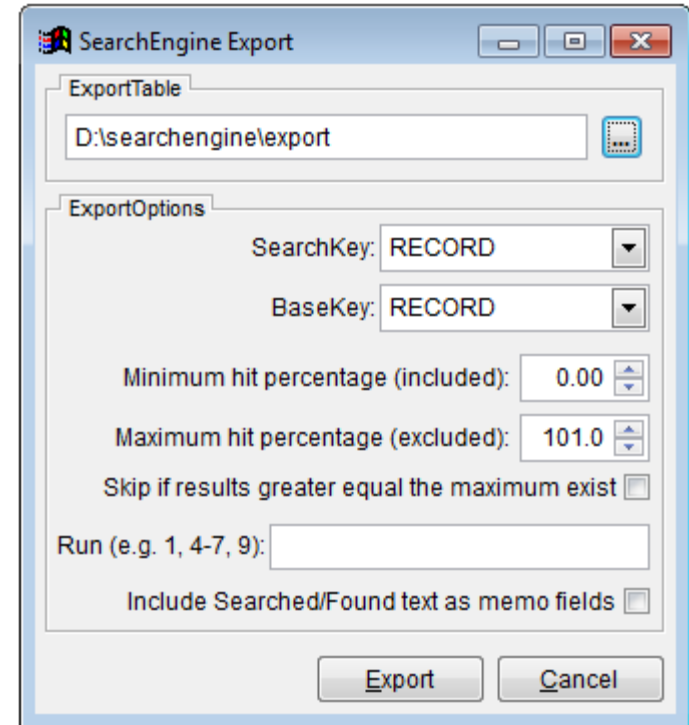 SearchEngine Export
ExportTable
D:\searchengine\export
...
ExportOptions
SearchKey: RECORD
BaseKey: RECORD
Minimum hit percentage (included): 0.00
Maximum hit percentage (excluded): 101.0
Skip if results greater equal the maximum exist
Run (e.g. 1, 4-7, 9):
Include Searched/Found text as memo fields
Export Cancel